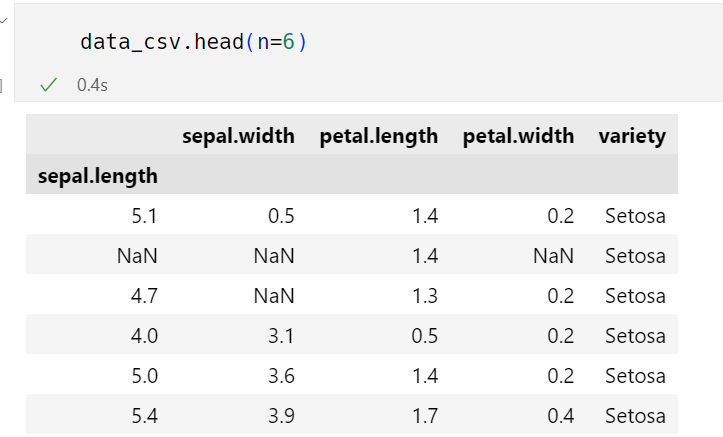 data_csv.head(n=6)
0.4s
sepal.width petal.length petal.width variety
sepal.length
5.1 0.5 1.4 0.2 Setosa
NaN NaN 1.4 NaN Setosa
4.7 NaN 1.3 0.2 Setosa
4.0 3.1 0.5 0.2 Setosa
5.0 3.6 1.4 0.2 Setosa
5.4 3.9 1.7 0.4 Setosa